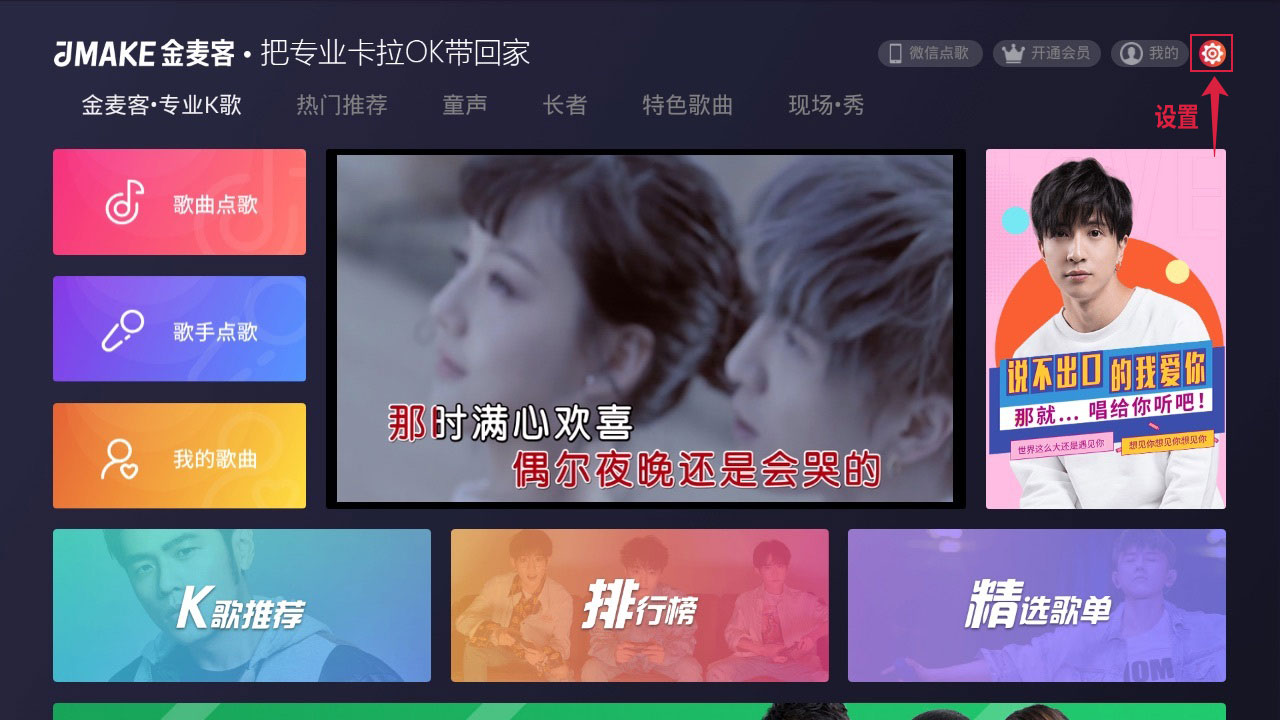 JMAKE 金麦客·把专业卡拉OK带回家
微信点歌
开通会员
我的
金麦客·专业K歌
热门推荐
童声
长者
特色歌曲
现场·秀
设置
歌曲点歌
歌手点歌
我的歌曲
那时满心欢喜
偶尔夜晚还是会哭的
说不出口的我爱你
那就... 唱给你听吧!
世界这么大还是遇见你
想见你想见你想见你
K歌推荐
排行榜
精选歌单